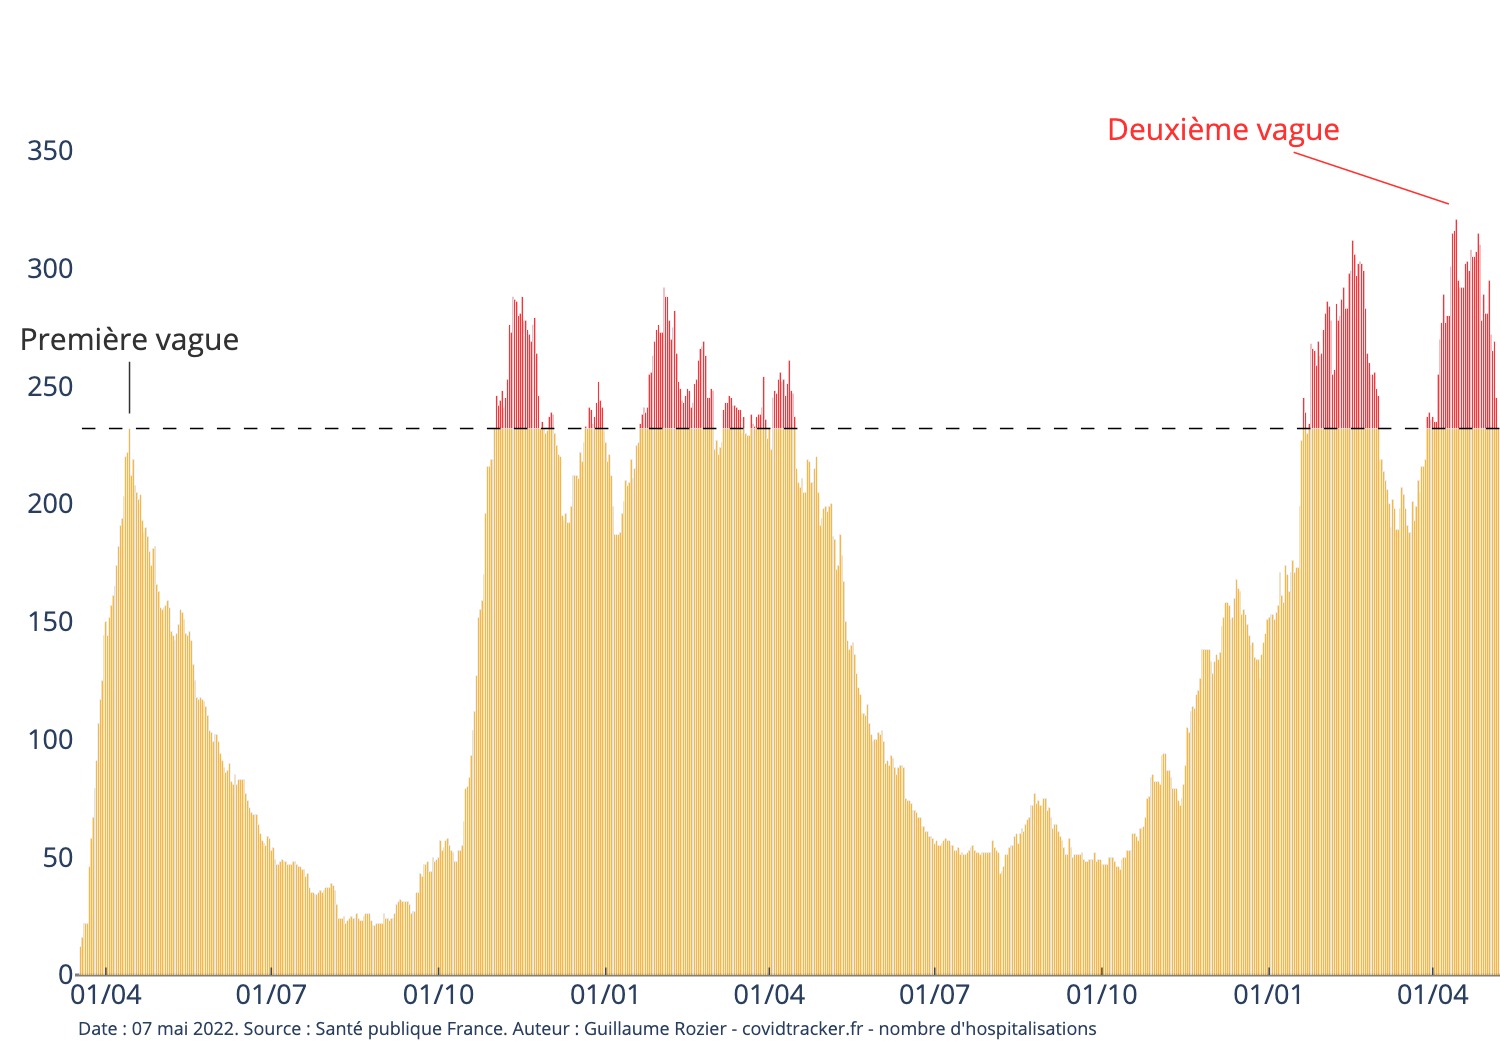 Deuxième vague
350
300
Première vague
250
200
150
100
50
0
01/04 01/07 01/10 01/01 01/04 01/07 01/10 01/01 01/04
Date : 07 mai 2022. Source : Santé publique France. Auteur : Guillaume Rozier - covidtracker.fr - nombre d'hospitalisations